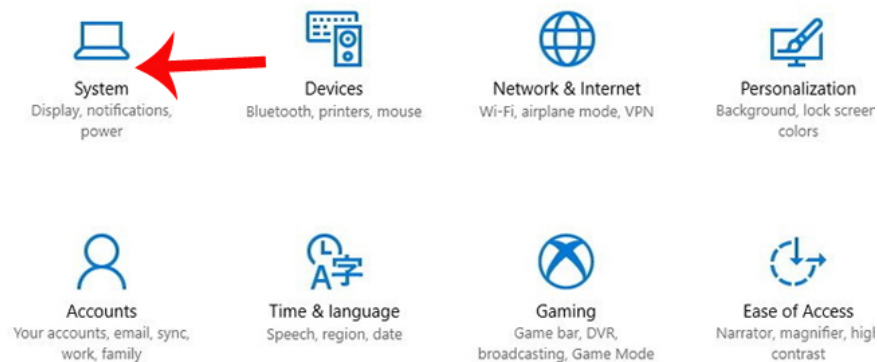 System
Display, notifications,
power
Devices
Bluetooth, printers, mouse
Network & Internet
Wi-Fi, airplane mode, VPN
Personalization
Background, lock screen
colors
Accounts
Your accounts, email, sync,
work, family
A字
Time & language
Speech, region, date
Gaming
Game bar, DVR,
broadcasting, Game Mode
Ease of Access
Narrator, magnifier, high
contrast